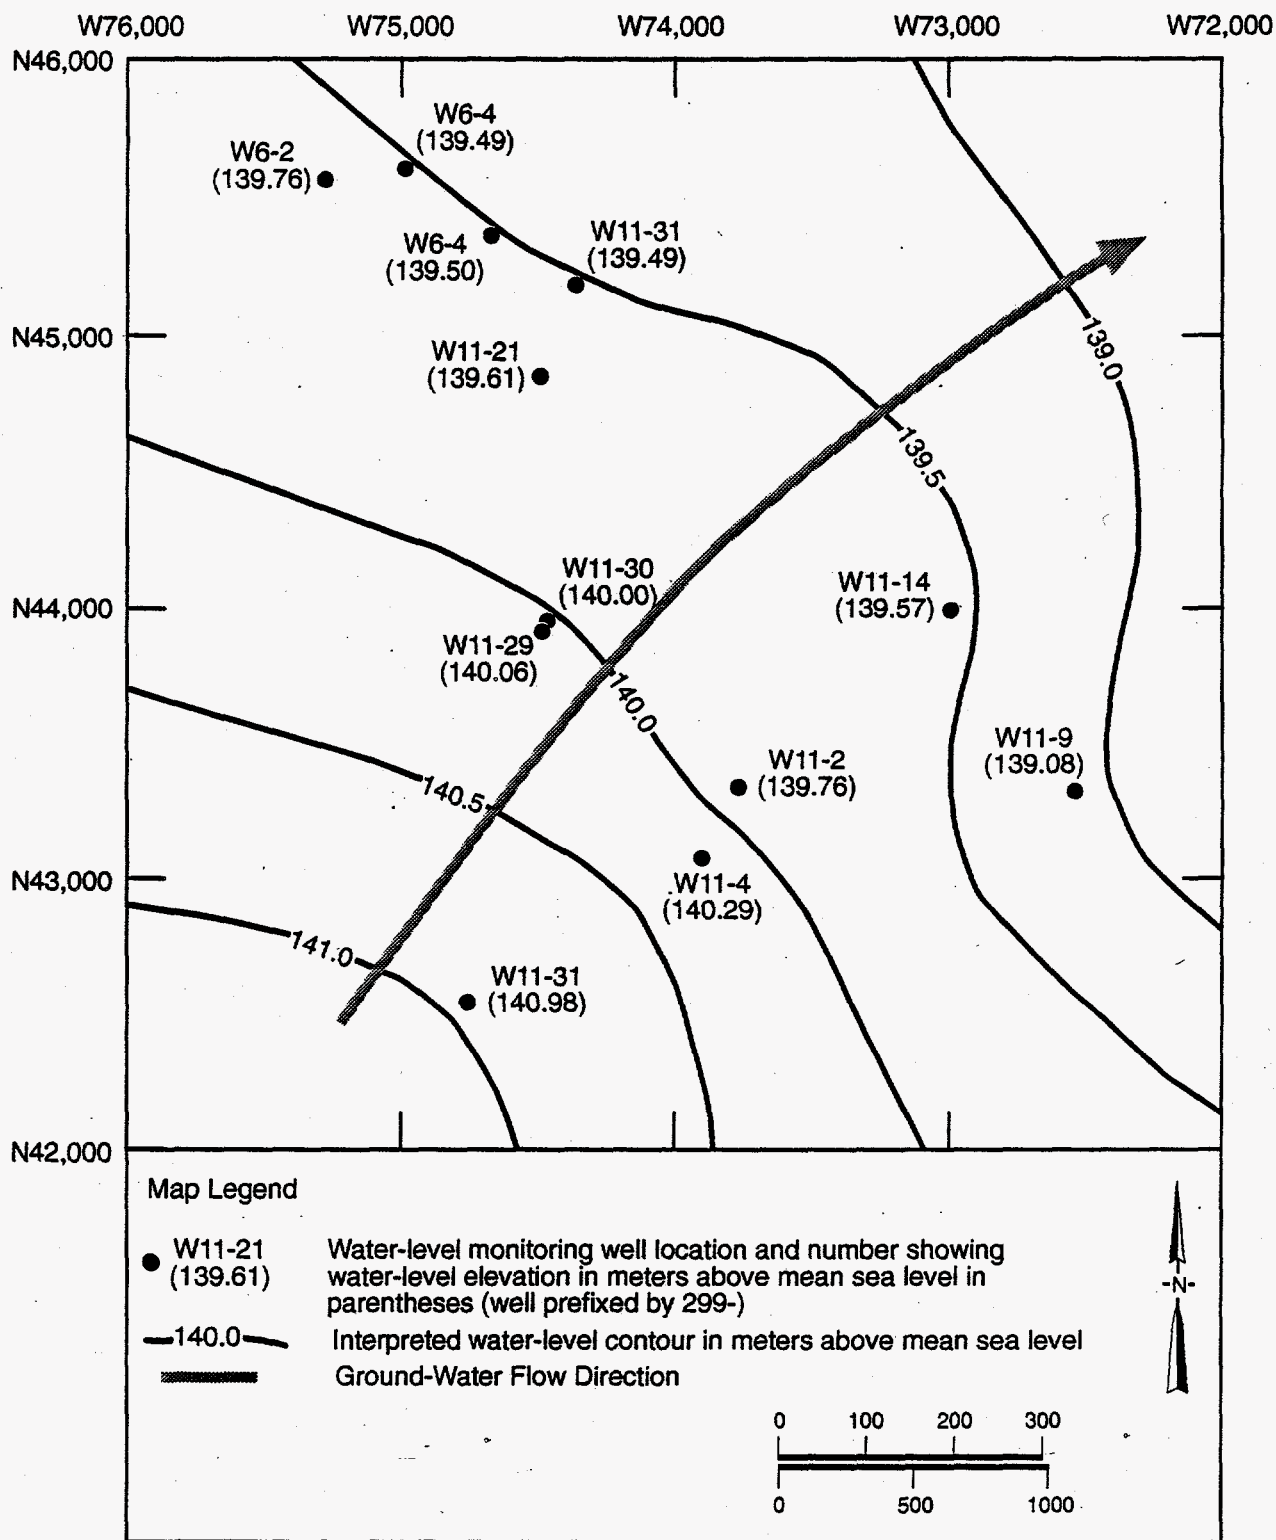 W76,000 W75,000 W74,000 W73,000 W72,000
N46,000
W6-4
(139.49)
W6-2
(139.76)
W6-4
(139.50)
W11-31
(139.49)
N45,000
139.0
W11-21
(139.61)
139.5
W11-30
(140.00)
W11-14
(139.57)
N44,000
W11-29
(140.06)
140.0
W11-2
(139.76)
W11-9
(139.08)
140.5
N43,000
W11-4
(140.29)
141.0
W11-31
(140.98)
N42,000
Map Legend
W11-21
(139.61)
Water-level monitoring well location and number showing
water-level elevation in meters above mean sea level in
parentheses (well prefixed by 299-)
-N-
140.0
Interpreted water-level contour in meters above mean sea level
Ground-Water Flow Direction
0 100 200 300
0 500 1000